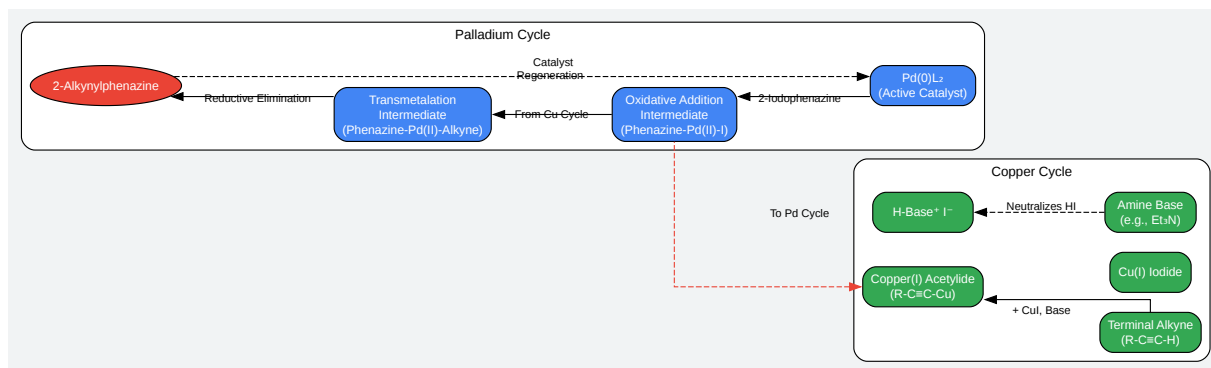 Palladium Cycle
2-Alkynylphenazine
Catalyst
Regeneration
Reductive Elimination
Transmetalation
Intermediate
(Phenazine-Pd(II)-Alkyne)
From Cu Cycle
Oxidative Addition
Intermediate
(Phenazine-Pd(II)-I)
2-Iodophenazine
Pd(0)L₂
(Active Catalyst)
Copper Cycle
To Pd Cycle
H-Base⁺ I⁻
Neutralizes HI
Amine Base
(e.g., Et₃N)
Copper(I) Acetylide
(R-C≡C-Cu)
Cu(I) Iodide
+ CuI, Base
Terminal Alkyne
(R-C≡C-H)